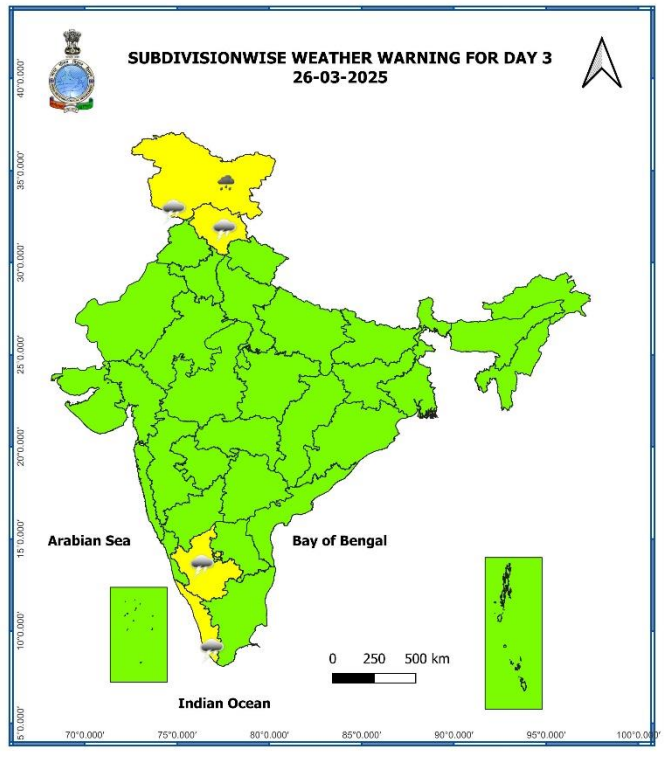 SUBDIVISIONWISE WEATHER WARNING FOR DAY 3
26-03-2025
40°0.000'
35°0.000'
30°0.000'
25°0.000'
20°0.000'
15°0.000'
10°0.000'
5°0.000'
Arabian Sea
Bay of Bengal
0 250 500 km
Indian Ocean
70°0.000' 75°0.000' 80°0.000' 85°0.000' 90°0.000' 95°0.000' 100°0.000'